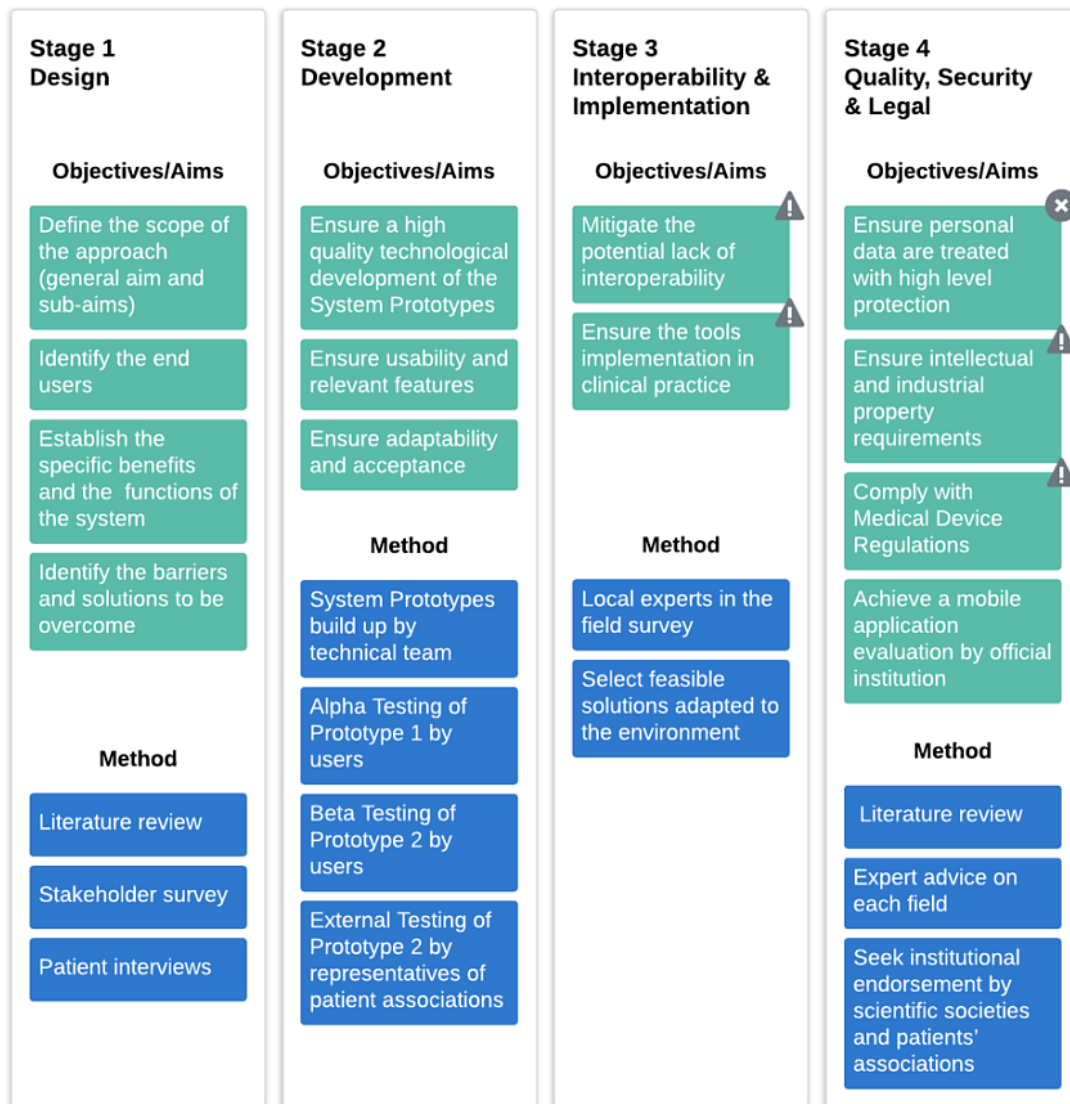 Stage 1
Design
Objectives/Aims
Define the scope of
the approach
(general aim and
sub-aims)
Identify the end
users
Establish the
specific benefits
and the  functions of
the system
Identify the barriers
and solutions to be
overcome
Method
Literature review
Stakeholder survey
Patient interviews
Stage 2
Development
Objectives/Aims
Ensure a high
quality technological
development of the
System Prototypes
Ensure usability and
relevant features
Ensure adaptability
and acceptance
Method
System Prototypes
build up by
technical team
Alpha Testing of
Prototype 1 by
users
Beta Testing of
Prototype 2 by
users
External Testing of
Prototype 2 by
representatives of
patient associations
Stage 3
Interoperability &
Implementation
Objectives/Aims
Mitigate the
potential lack of
interoperability
Ensure the tools
implementation in
clinical practice
Method
Local experts in the
field survey
Select feasible
solutions adapted to
the environment
Stage 4
Quality, Security
& Legal
Objectives/Aims
Ensure personal
data are treated
with high level
protection
Ensure intellectual
and industrial
property
requirements
Comply with
Medical Device
Regulations
Achieve a mobile
application
evaluation by official
institution
Method
Literature review
Expert advice on
each field
Seek institutional
endorsement by
scientific societies
and patients’
associations